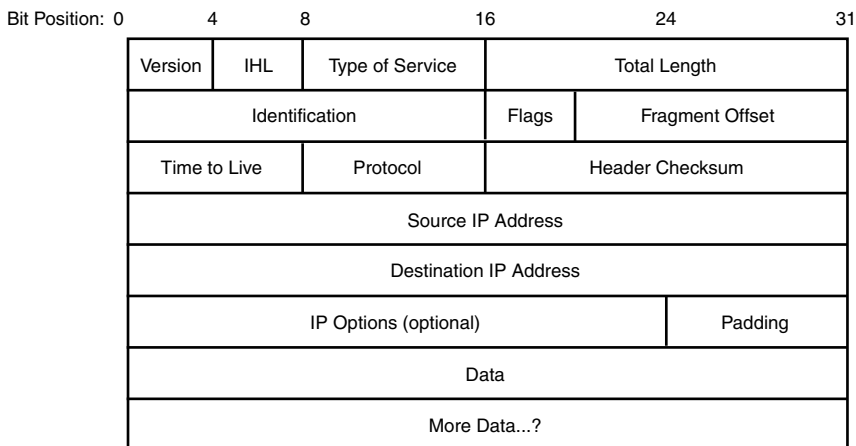 Bit Position: 0 4 8 16 24 31
Version IHL Type of Service Total Length
Identification Flags Fragment Offset
Time to Live Protocol Header Checksum
Source IP Address
Destination IP Address
IP Options (optional) Padding
Data
More Data...?